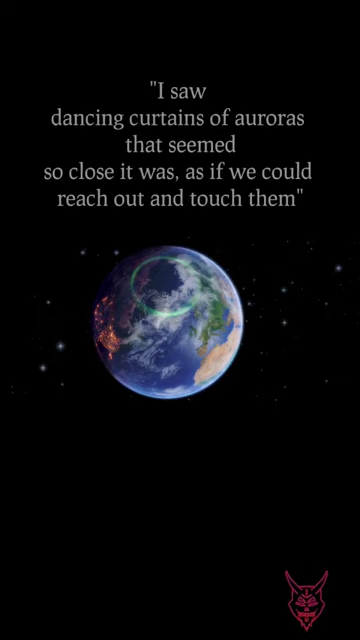 "I saw
dancing curtains of auroras
that seemed
so close it was, as if we could
reach out and touch them"